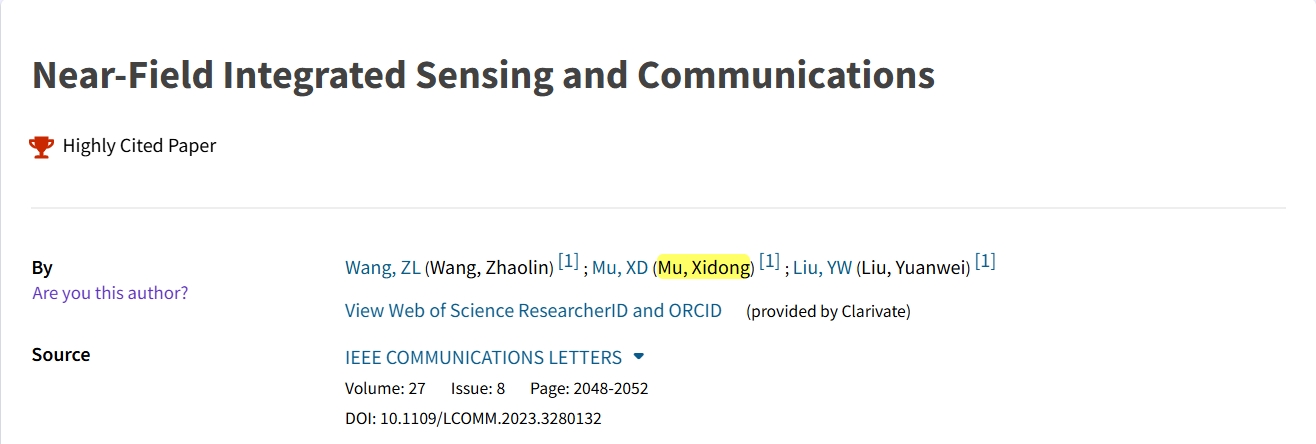 Near-Field Integrated Sensing and Communications
Highly Cited Paper
By
Are you this author?
Wang, ZL (Wang, Zhaolin) [1] ; Mu, XD (Mu, Xidong) [1] ; Liu, YW (Liu, Yuanwei) [1]
View Web of Science ResearcherID and ORCID (provided by Clarivate)
Source
IEEE COMMUNICATIONS LETTERS
Volume: 27 Issue: 8 Page: 2048-2052
DOI: 10.1109/LCOMM.2023.3280132